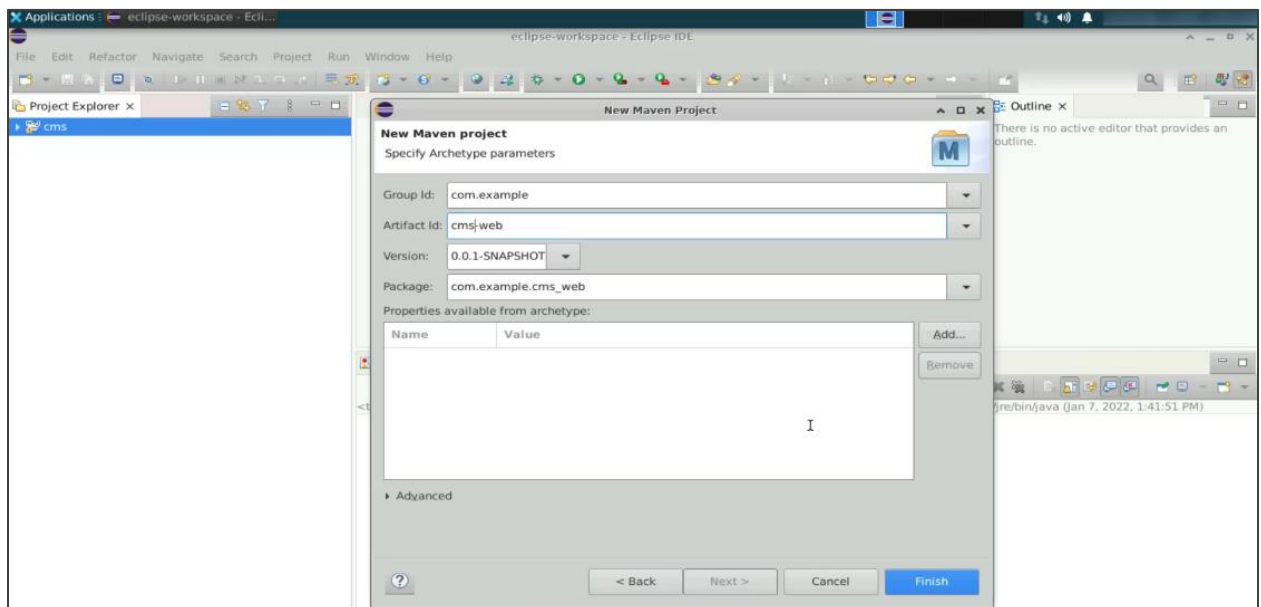 Applications : eclipse-workspace - Ecli...
eclipse-workspace - Eclipse IDE
File Edit Refactor Navigate Search Project Run Window Help
Project Explorer ×
cms
New Maven Project
Outline ×
There is no active editor that provides an
outline.
New Maven project
Specify Archetype parameters
M
Group Id: com.example
Artifact Id: cms-web
Version: 0.0.1-SNAPSHOT
Package: com.example.cms_web
Properties available from archetype:
Name Value
Add...
Remove
<t
/jre/bin/java (Jan 7, 2022, 1:41:51 PM)
Advanced
? < Back Next > Cancel Finish